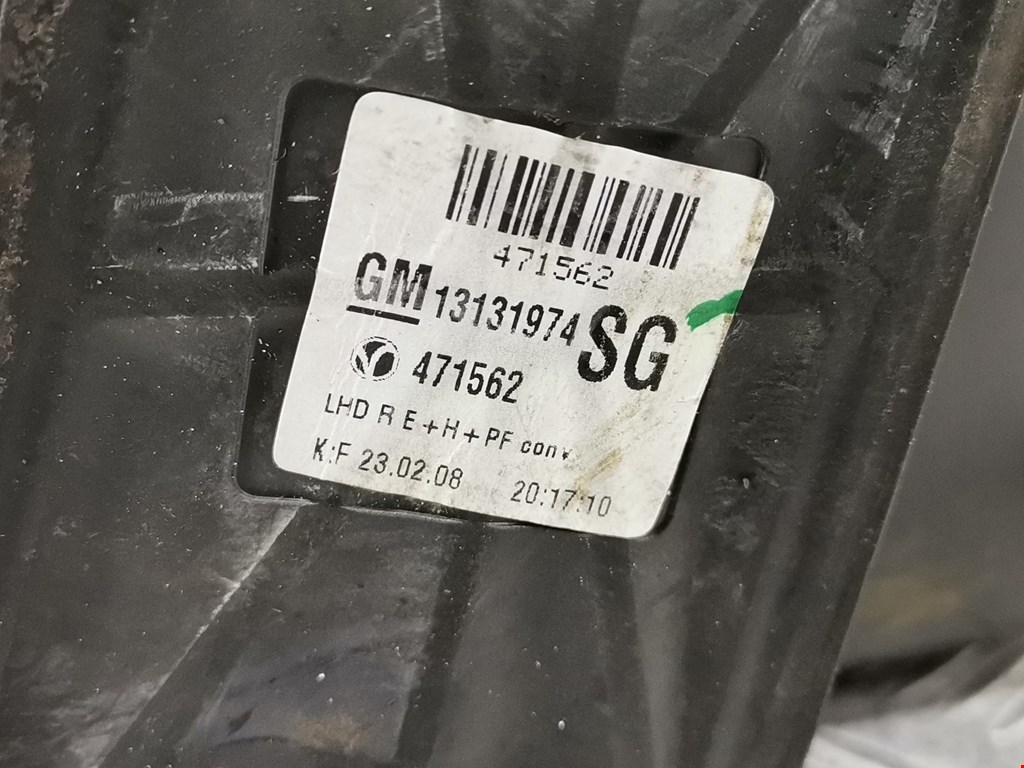 471562
GM 13131974 SG
471562
LHD R E+H+PF conv.
K:F 23.02.08 20:17:10